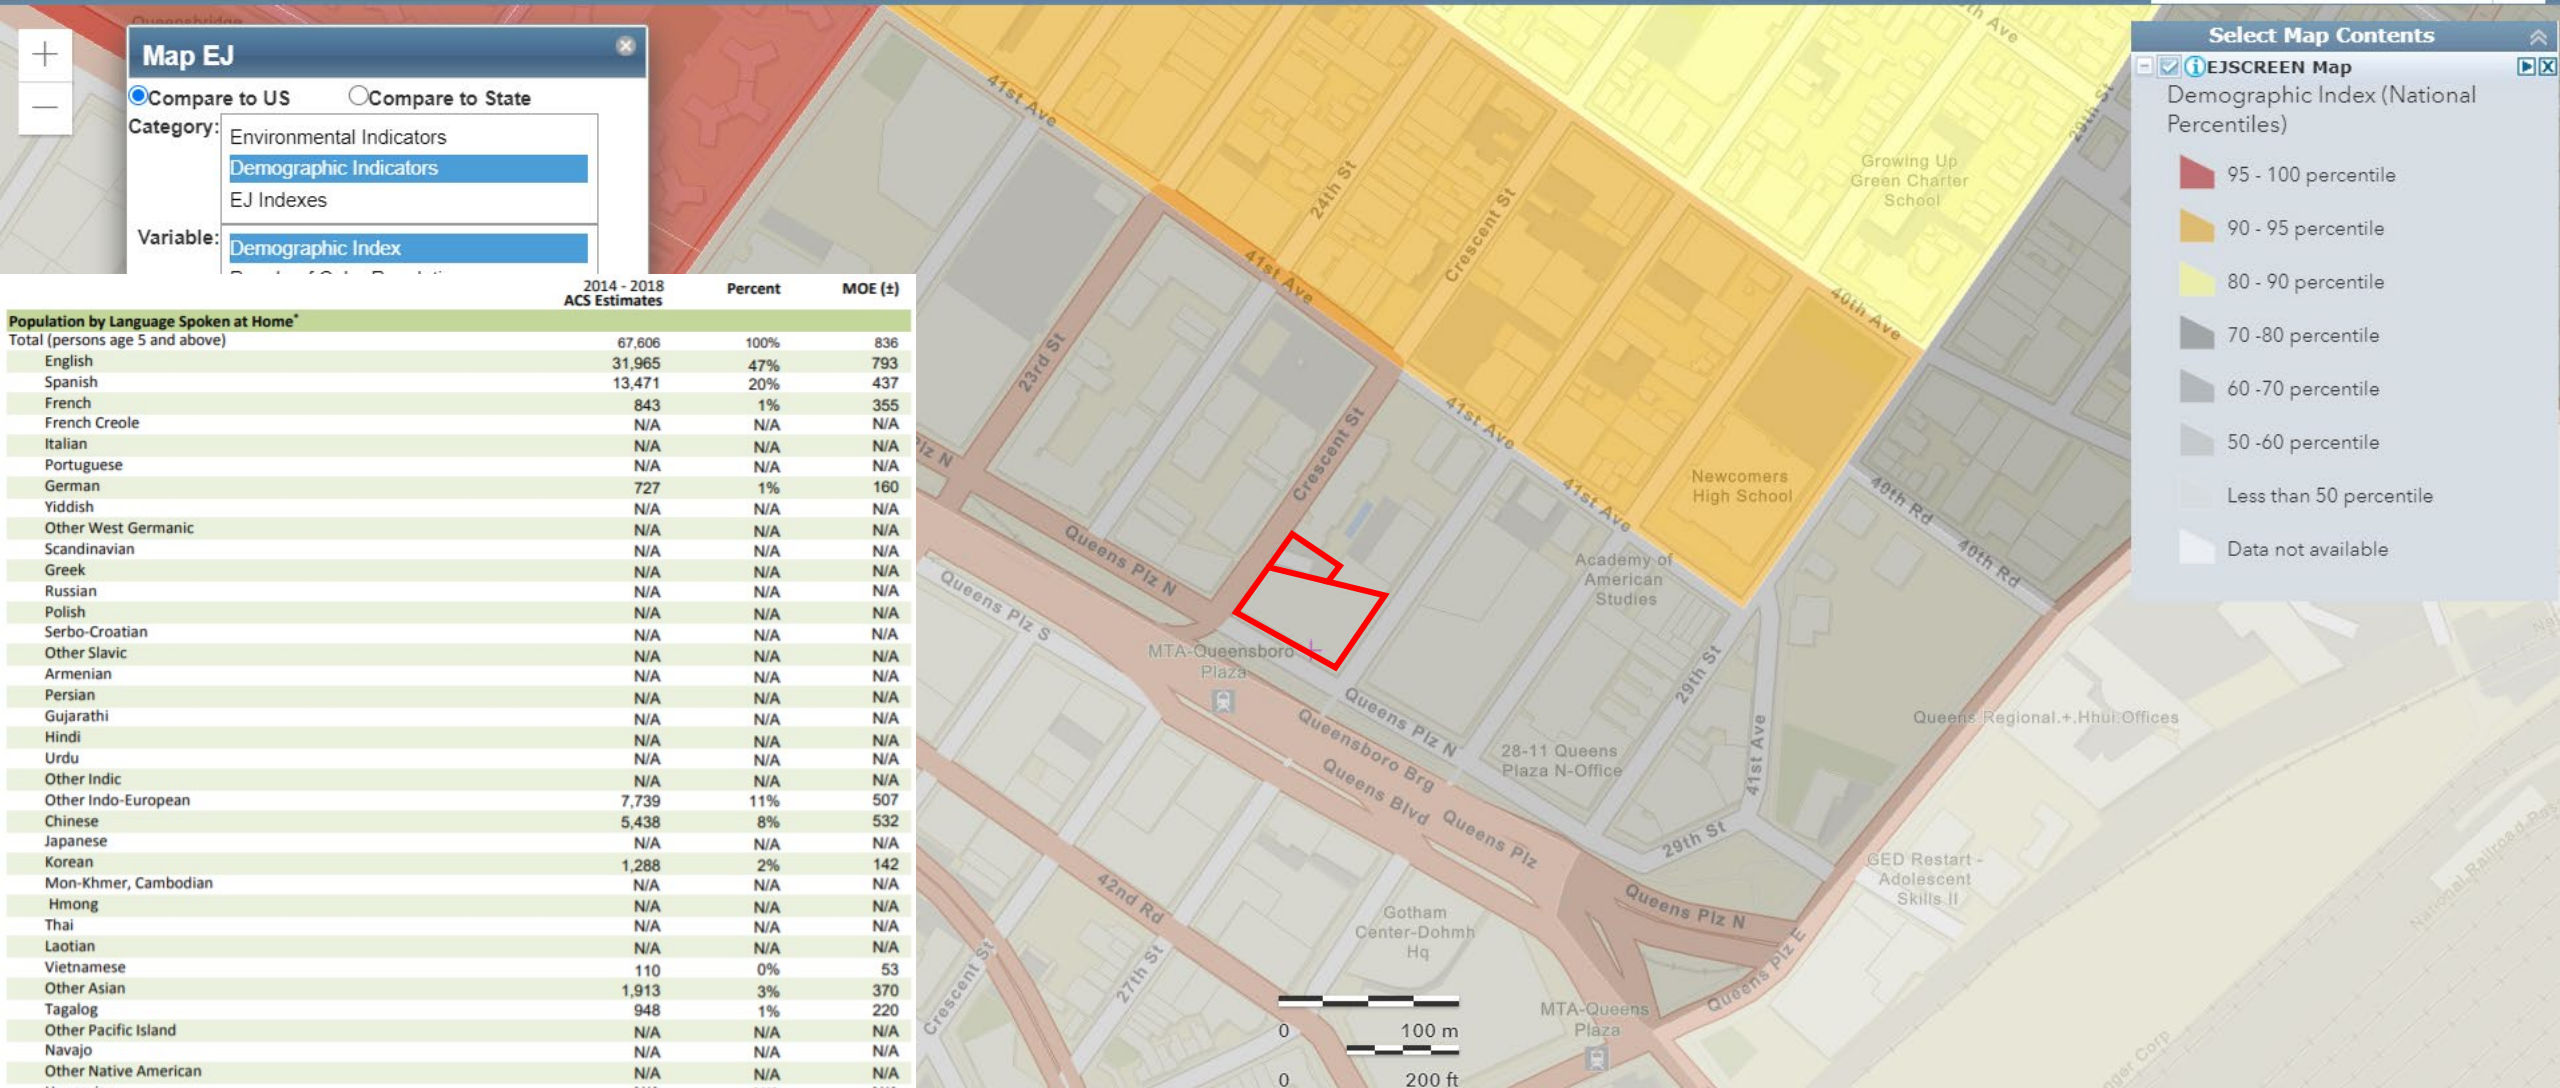 Queensbridge
Map EJ
Compare to US
Compare to State
Category:
Environmental Indicators
Demographic Indicators
EJ Indexes
Variable:
Demographic Index
2014 - 2018
ACS Estimates
Percent
MOE (±)
Population by Language Spoken at Home*
Total (persons age 5 and above) 67,606 100% 836
English 31,965 47% 793
Spanish 13,471 20% 437
French 843 1% 355
French Creole N/A N/A N/A
Italian N/A N/A N/A
Portuguese N/A N/A N/A
German 727 1% 160
Yiddish N/A N/A N/A
Other West Germanic N/A N/A N/A
Scandinavian N/A N/A N/A
Greek N/A N/A N/A
Russian N/A N/A N/A
Polish N/A N/A N/A
Serbo-Croatian N/A N/A N/A
Other Slavic N/A N/A N/A
Armenian N/A N/A N/A
Persian N/A N/A N/A
Gujarathi N/A N/A N/A
Hindi N/A N/A N/A
Urdu N/A N/A N/A
Other Indic N/A N/A N/A
Other Indo-European 7,739 11% 507
Chinese 5,438 8% 532
Japanese N/A N/A N/A
Korean 1,288 2% 142
Mon-Khmer, Cambodian N/A N/A N/A
Hmong N/A N/A N/A
Thai N/A N/A N/A
Laotian N/A N/A N/A
Vietnamese 110 0% 53
Other Asian 1,913 3% 370
Tagalog 948 1% 220
Other Pacific Island N/A N/A N/A
Navajo N/A N/A N/A
Other Native American N/A N/A N/A
41st Ave
24th St
Crescent St
Growing Up
Green Charter
School
29th St
th Ave
41st Ave
40th Ave
23rd St
Plz N
Crescent St
41st Ave
41st Ave
Newcomers
High School
40th Rd
40th Rd
Queens Plz N
Queens Plz S
Academy of
American
Studies
MTA-Queensboro
Plaza
29th St
Queens Plz N
Queensboro Brg
Queens Blvd
Queens Plz
28-11 Queens
Plaza N-Office
41st Ave
Queens.Regional.+.Hhui.Offices
29th St
GED Restart -
Adolescent
Skills II
42nd Rd
27th St
Crescent St
Gotham
Center-Dohmh
Hq
Queens Plz N
Queens Plz E
MTA-Queens
Plaza
National Railroad Pas
ger Corp
0 100 m
0 200 ft
Select Map Contents
EJSCREEN Map
Demographic Index (National
Percentiles)
95 - 100 percentile
90 - 95 percentile
80 - 90 percentile
70 -80 percentile
60 -70 percentile
50 -60 percentile
Less than 50 percentile
Data not available